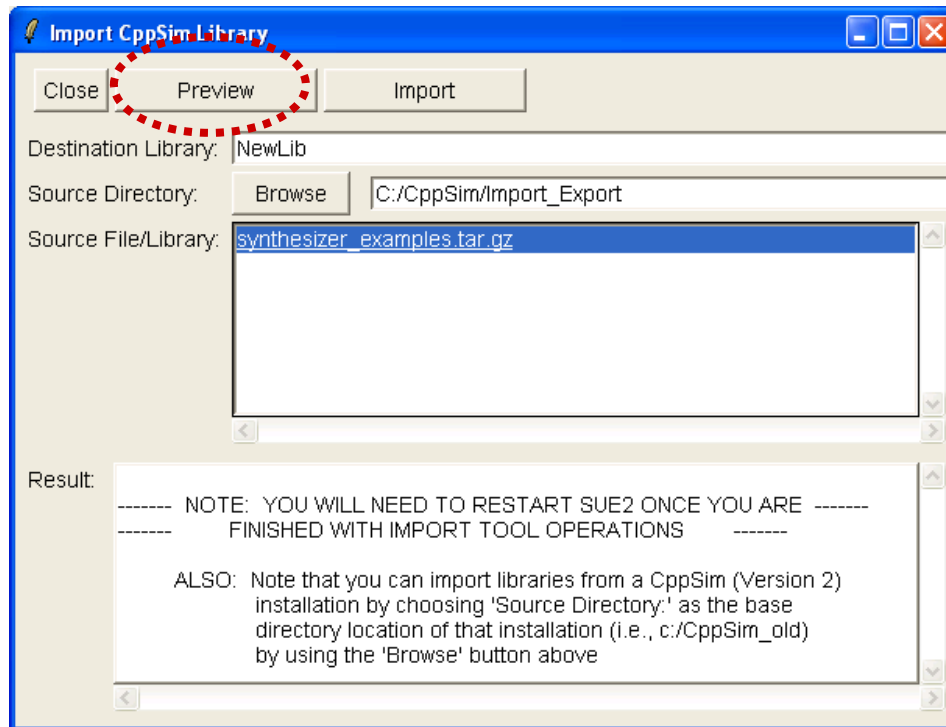 Import CppSim Library
Close Preview Import
Destination Library: NewLib
Source Directory: Browse C:/CppSim/Import_Export
Source File/Library: synthesizer_examples.tar.gz
Result:
------- NOTE: YOU WILL NEED TO RESTART SUE2 ONCE YOU ARE -------
------- FINISHED WITH IMPORT TOOL OPERATIONS -------
ALSO: Note that you can import libraries from a CppSim (Version 2)
installation by choosing 'Source Directory:' as the base
directory location of that installation (i.e., c:/CppSim_old)
by using the 'Browse' button above